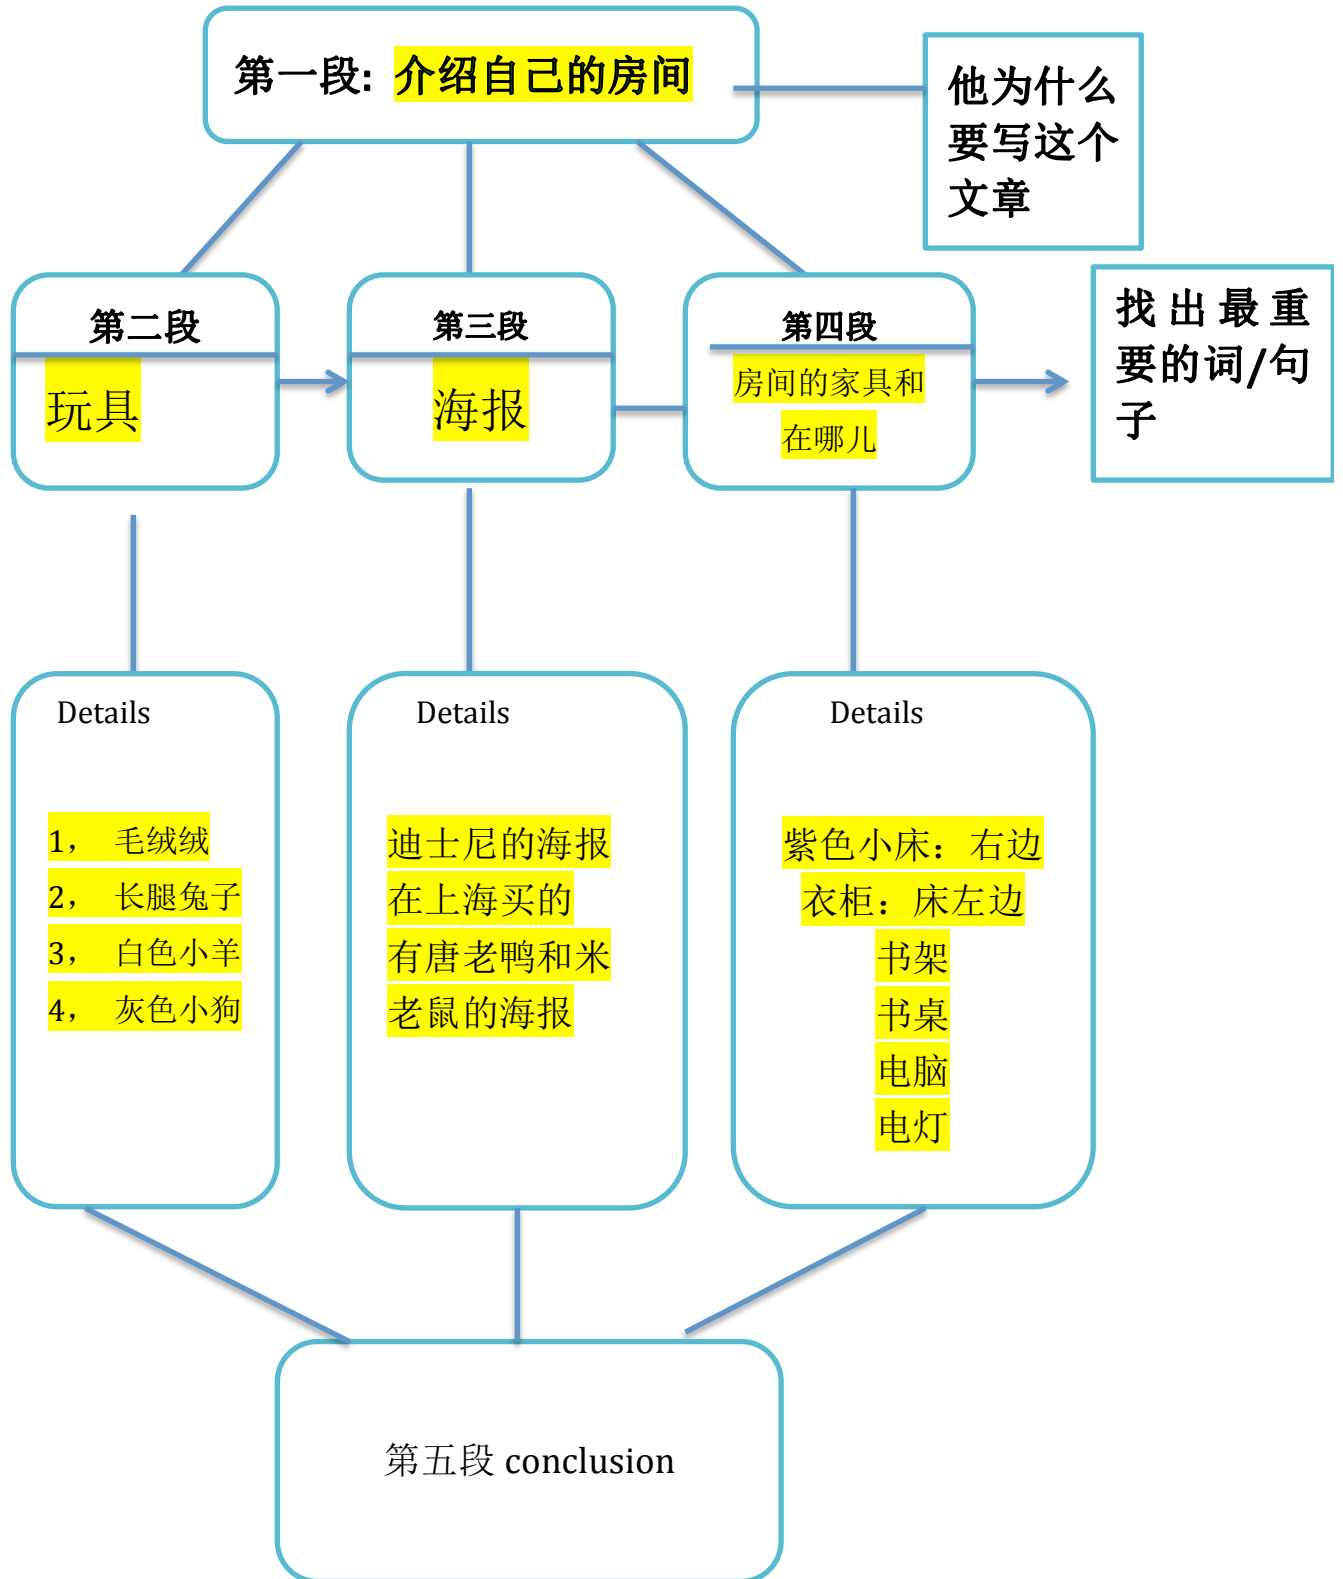 第一段: 介绍自己的房间
他为什么
要写这个
文章
第二段
玩具
第三段
海报
第四段
房间的家具和
在哪儿
找出最重
要的词/句
子
Details
1， 毛绒绒
2， 长腿兔子
3， 白色小羊
4， 灰色小狗
Details
迪士尼的海报
在上海买的
有唐老鸭和米
老鼠的海报
Details
紫色小床：右边
衣柜：床左边
书架
书桌
电脑
电灯
第五段 conclusion